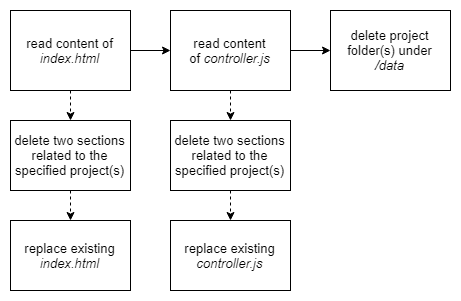 read content of
index.html
read content
of controller.js
delete project
folder(s) under
/data
delete two sections
related to the
specified project(s)
delete two sections
related to the
specified project(s)
replace existing
index.html
replace existing
controller.js